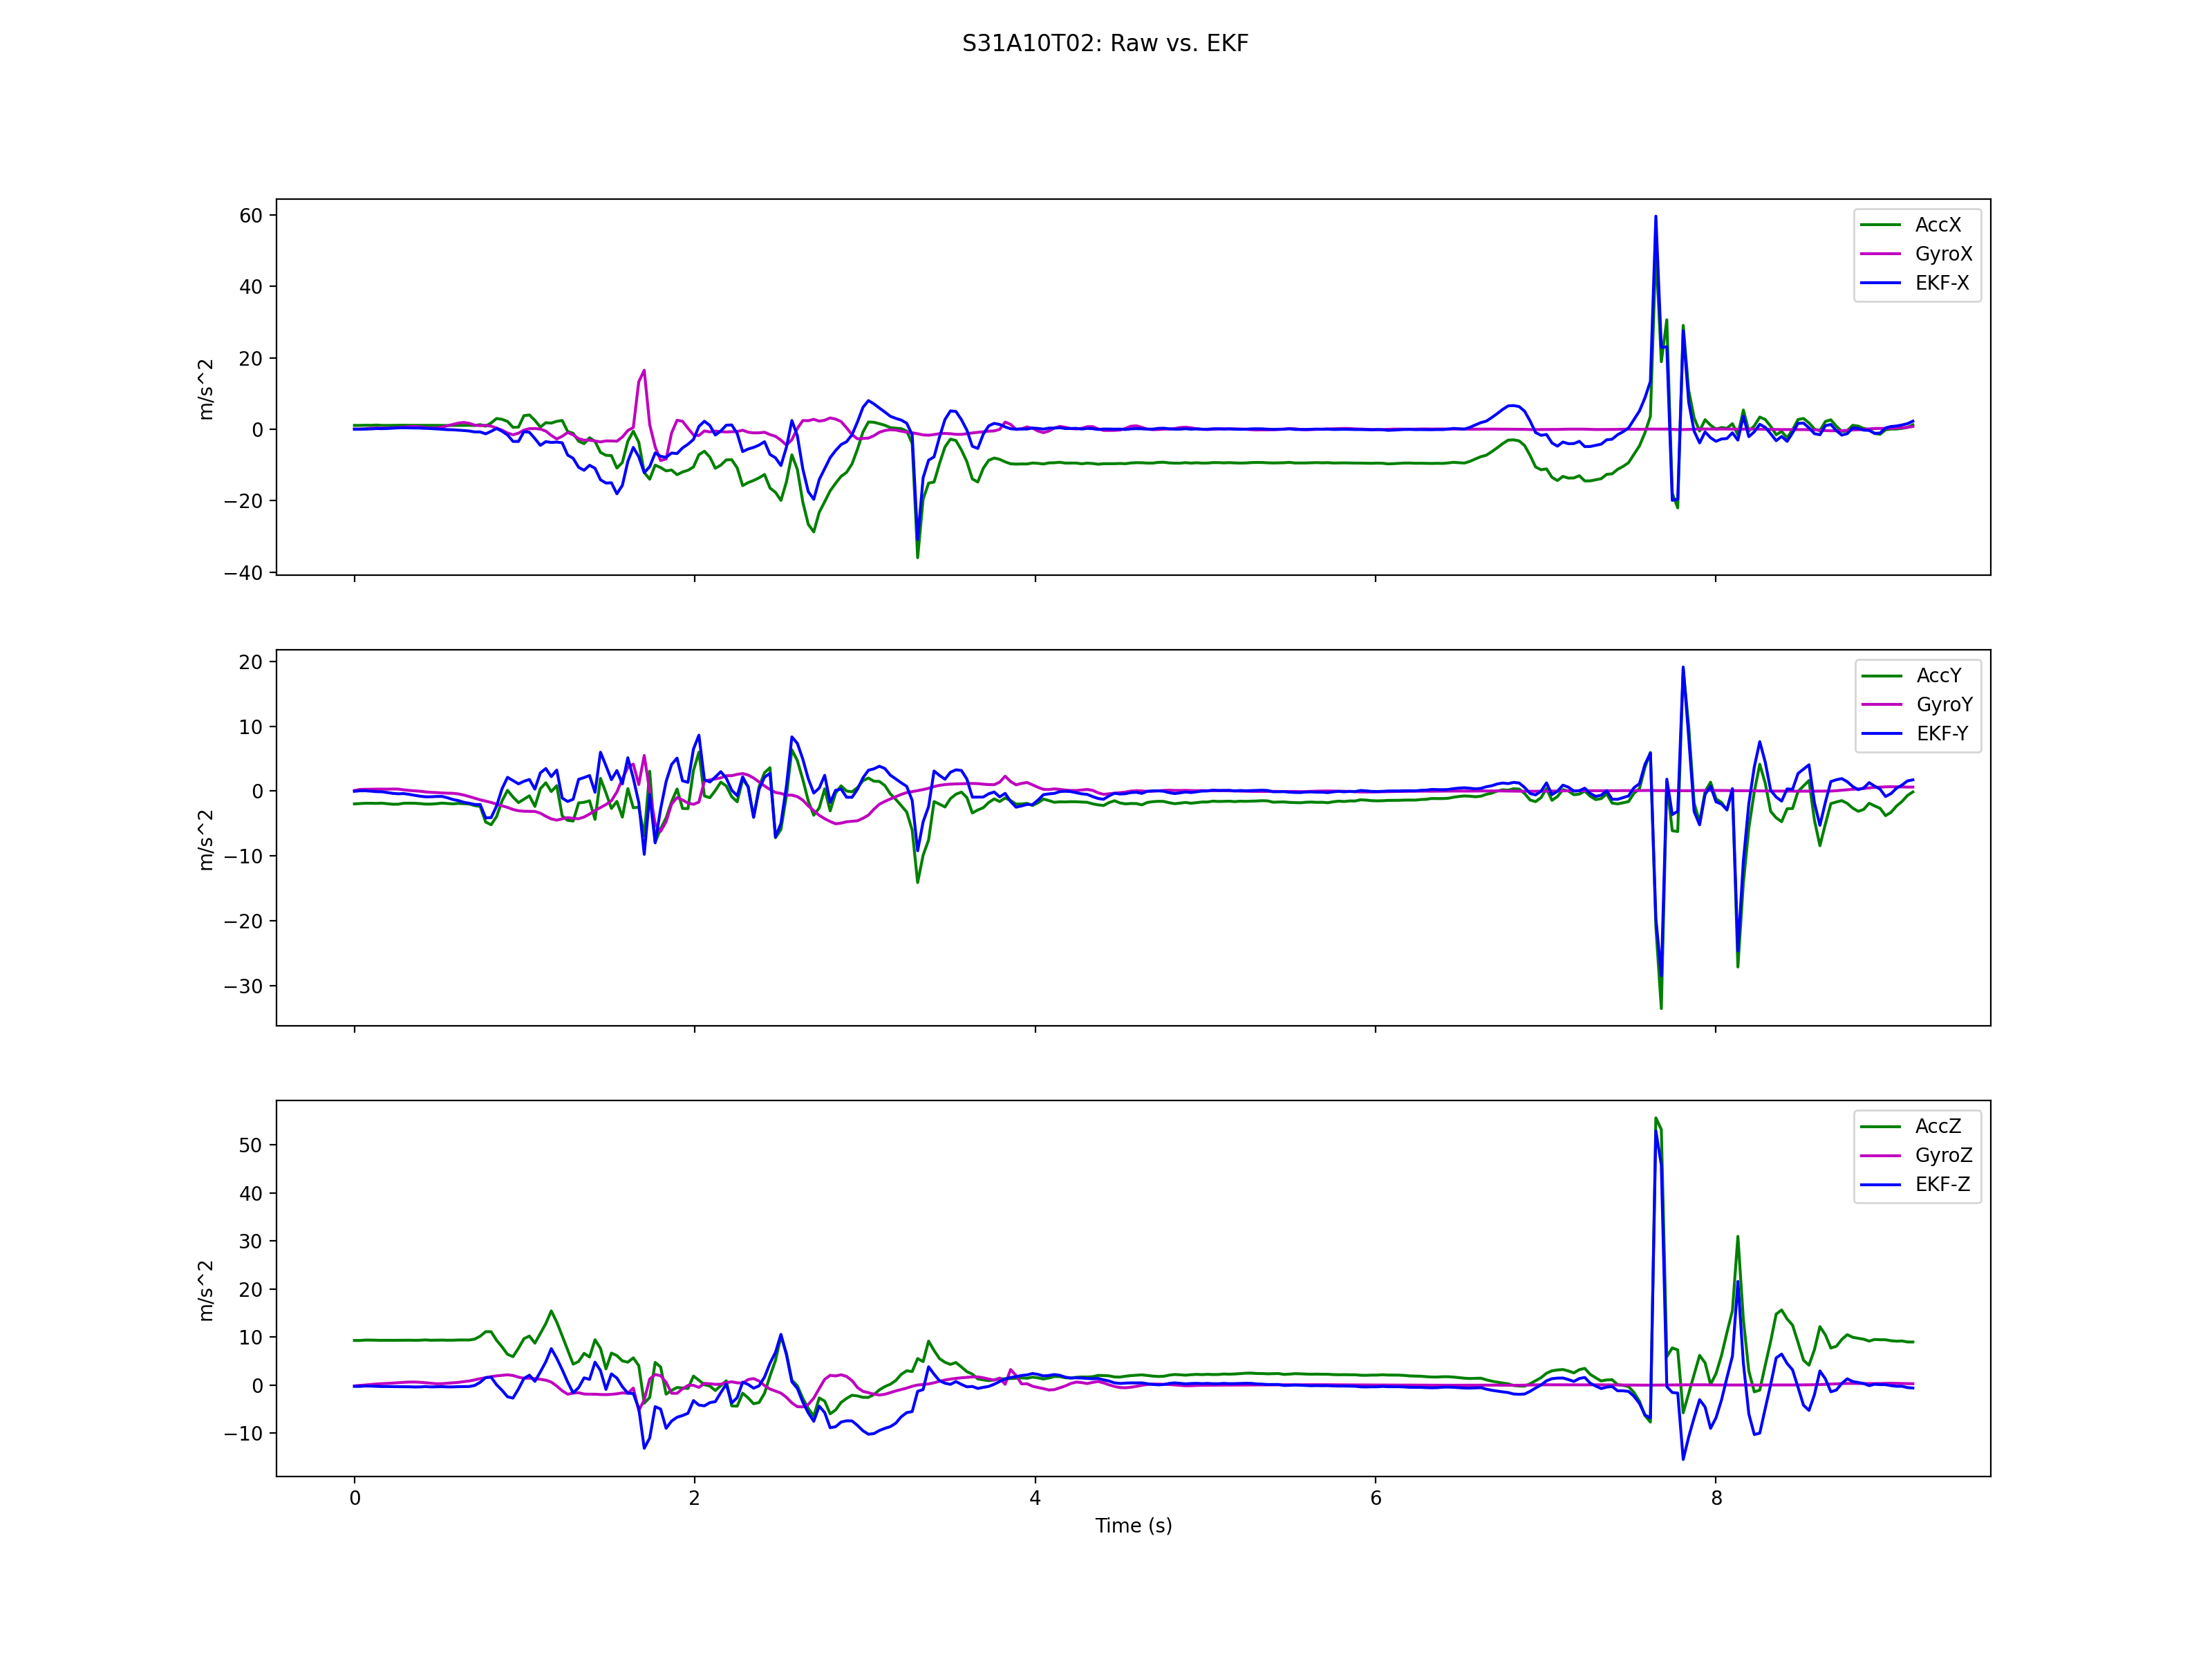 S31A10T02: Raw vs. EKF
60
40
20
0
−20
−40
m/s^2
AccX
GyroX
EKF-X
20
10
0
−10
−20
−30
m/s^2
AccY
GyroY
EKF-Y
50
40
30
20
10
0
−10
m/s^2
AccZ
GyroZ
EKF-Z
0 2 4 6 8
Time (s)